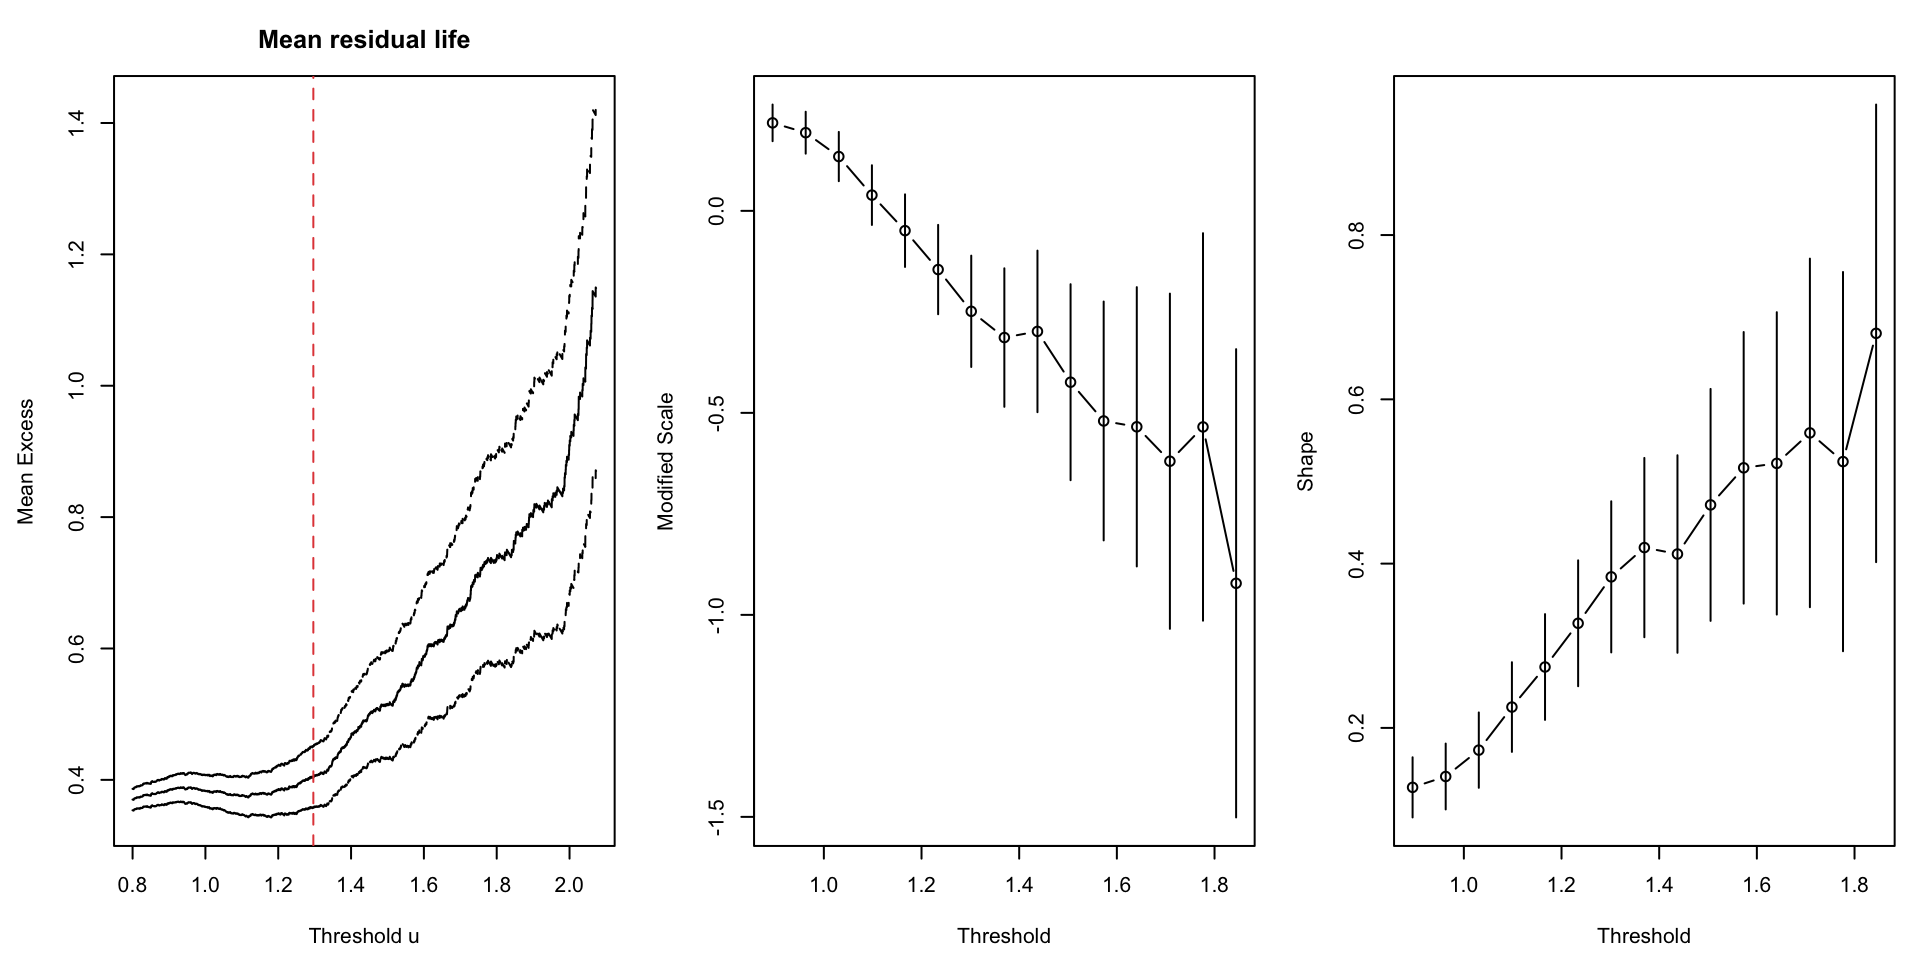 Mean residual life
Mean Excess
1.4
1.2
1.0
0.8
0.6
0.4
0.8 1.0 1.2 1.4 1.6 1.8 2.0
Threshold u
Modified Scale
0.0
-0.5
-1.0
-1.5
1.0 1.2 1.4 1.6 1.8
Threshold
Shape
0.8
0.6
0.4
0.2
1.0 1.2 1.4 1.6 1.8
Threshold